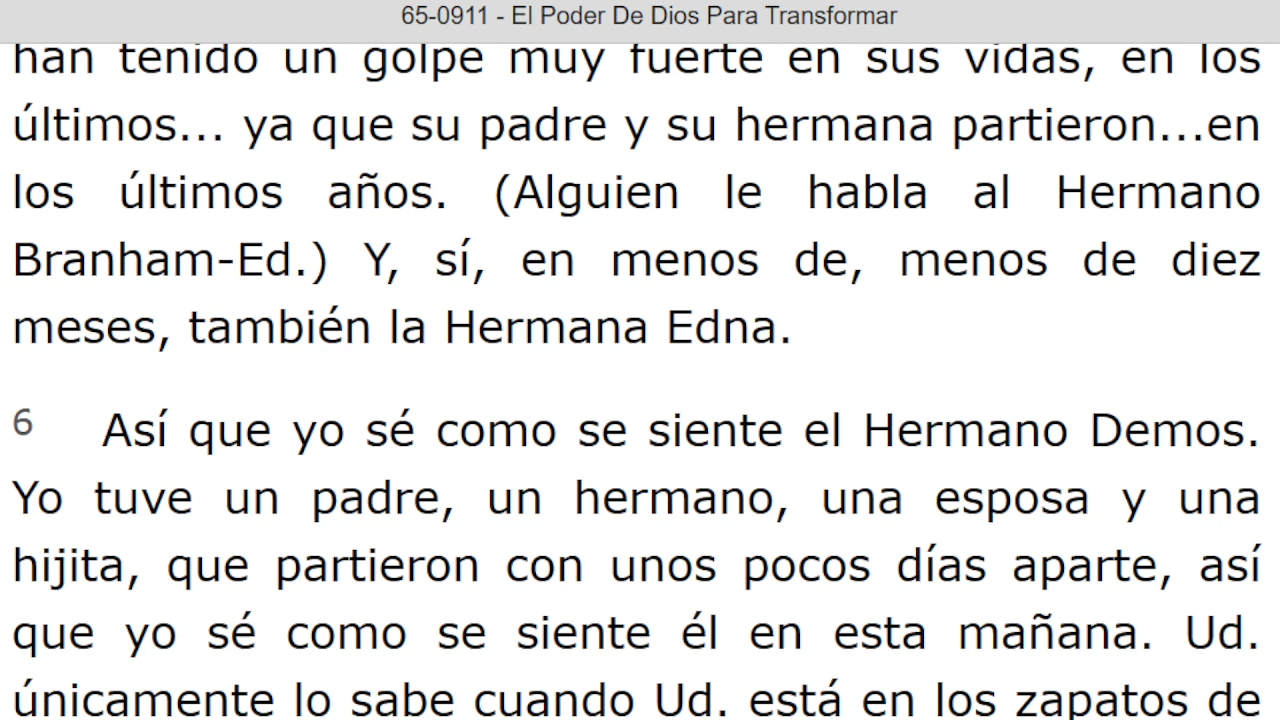 65-0911 - El Poder De Dios Para Transformar
han tenido un golpe muy fuerte en sus vidas, en los
últimos... ya que su padre y su hermana partieron...en
los últimos años. (Alguien le habla al Hermano
Branham-Ed.) Y, sí, en menos de, menos de diez
meses, también la Hermana Edna.
6 Así que yo sé como se siente el Hermano Demos.
Yo tuve un padre, un hermano, una esposa y una
hijita, que partieron con unos pocos días aparte, así
que yo sé como se siente él en esta mañana. Ud.
únicamente lo sabe cuando Ud. está en los zapatos de